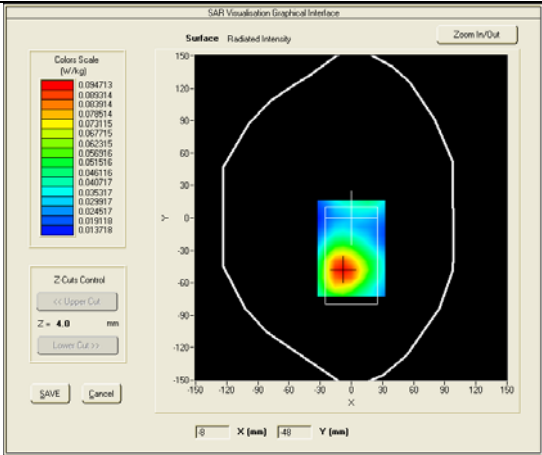 SAR Visualisation Graphical Interface
Surface Radiated Intensity
Zoom In/Out
Colors Scale
(W/kg)
0.094713
0.089314
0.083914
0.078514
0.073115
0.067715
0.062315
0.056916
0.051516
0.046116
0.040717
0.035317
0.029917
0.024517
0.019118
0.013718
Z-Cuts Control
<< Upper Cut
Z = 4.0 mm
Lower Cut >>
SAVE Cancel
150-
120-
90-
60-
30-
0-
-30-
-60-
-90-
-120-
-150-
Y
-150 -120 -90 -60 -30 0 30 60 90 120 150
X
-8 X (mm) -48 Y (mm)